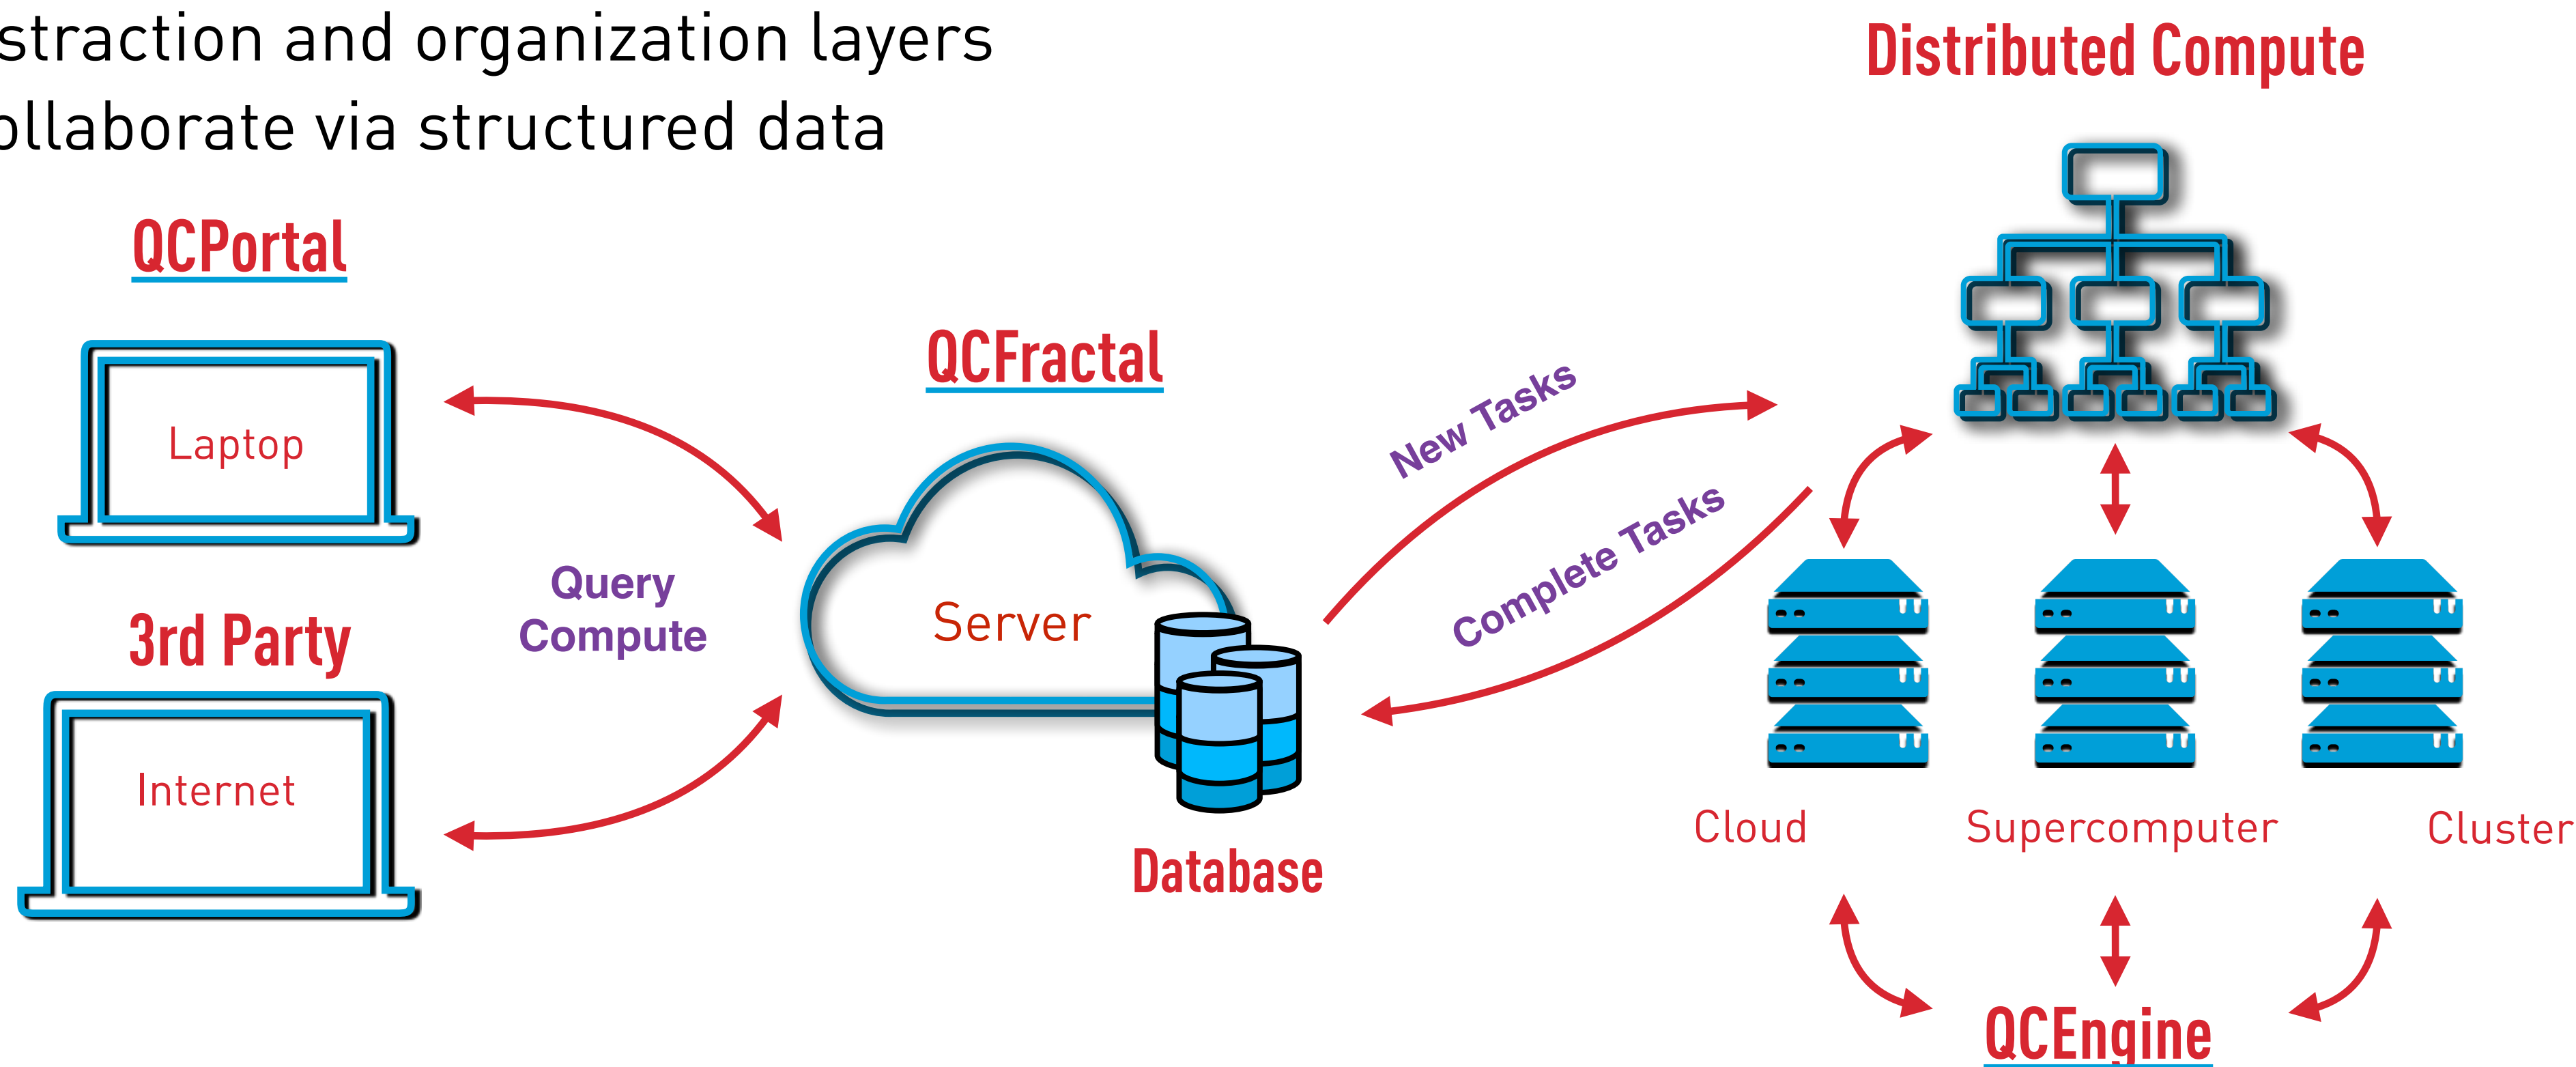 straction and organization layers
ollaborate via structured data
Distributed Compute
QCPortal
Laptop
QCFractal
New Tasks
Complete Tasks
Query
Compute
Server
3rd Party
Internet
Database
Cloud
Supercomputer
Cluster
QCEngine